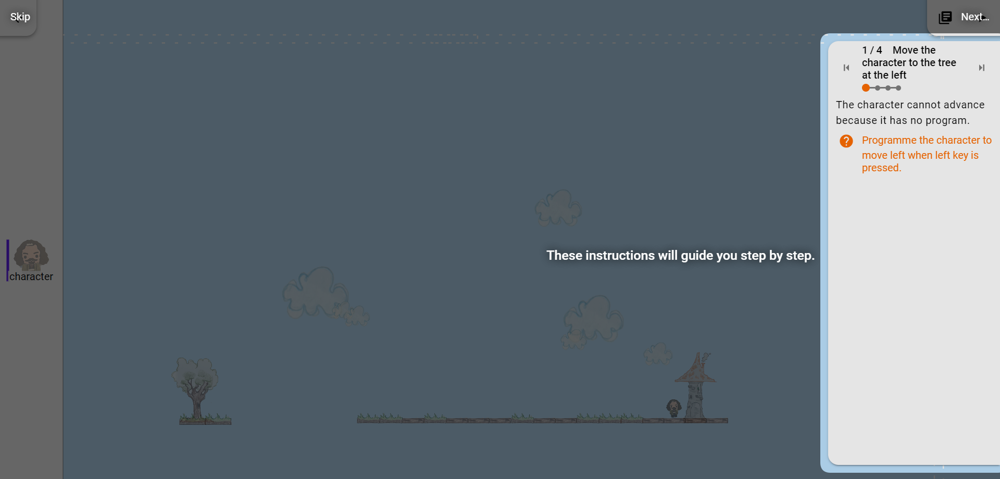 Skip
Next...
1 / 4 Move the
character to the tree
at the left
The character cannot advance
because it has no program.
Programme the character to
move left when left key is
pressed.
These instructions will guide you step by step.
character